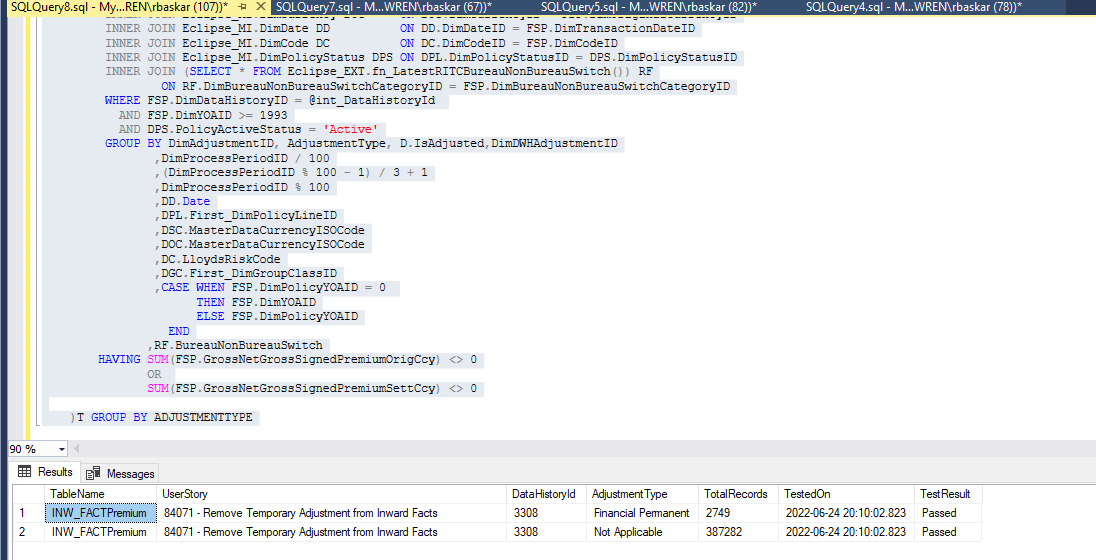 SQLQuery8.sql - My...REN\rbaskar (107))* SQLQuery7.sql - M...WREN\rbaskar (67))* SQLQuery5.sql - M...WREN\rbaskar (82))* SQLQuery4.sql - M...WREN\rbaskar (78))*
INNER JOIN Eclipse_MI.DimDate DD ON DD.DimDateID = FSP.DimTransactionDateID
INNER JOIN Eclipse_MI.DimCode DC ON DC.DimCodeID = FSP.DimCodeID
INNER JOIN Eclipse_MI.DimPolicyStatus DPS ON DPL.DimPolicyStatusID = DPS.DimPolicyStatusID
INNER JOIN (SELECT * FROM Eclipse_EXT.fn_LatestRITCBureauNonBureauSwitch()) RF
ON RF.DimBureauNonBureauSwitchCategoryID = FSP.DimBureauNonBureauSwitchCategoryID
WHERE FSP.DimDataHistoryID = @int_DataHistoryId
AND FSP.DimYOAID >= 1993
AND DPS.PolicyActiveStatus = 'Active'
GROUP BY DimAdjustmentID, AdjustmentType, D.IsAdjusted,DimDWHAdjustmentID
,DimProcessPeriodID / 100
,(DimProcessPeriodID % 100 - 1) / 3 + 1
,DimProcessPeriodID % 100
,DD.Date
,DPL.First_DimPolicyLineID
,DSC.MasterDataCurrencyISOCode
,DOC.MasterDataCurrencyISOCode
,DC.LloydsRiskCode
,DGC.First_DimGroupClassID
,CASE WHEN FSP.DimPolicyYOAID = 0
THEN FSP.DimYOAID
ELSE FSP.DimPolicyYOAID
END
,RF.BureauNonBureauSwitch
HAVING SUM(FSP.GrossNetGrossSignedPremiumOrigCcy) <> 0
OR
SUM(FSP.GrossNetGrossSignedPremiumSettCcy) <> 0
)T GROUP BY ADJUSTMENTTYPE
90 %
Results Messages
TableName UserStory DataHistoryId AdjustmentType TotalRecords TestedOn TestResult
1 INW_FACTPremium 84071 - Remove Temporary Adjustment from Inward Facts 3308 Financial Permanent 2749 2022-06-24 20:10:02.823 Passed
2 INW_FACTPremium 84071 - Remove Temporary Adjustment from Inward Facts 3308 Not Applicable 387282 2022-06-24 20:10:02.823 Passed